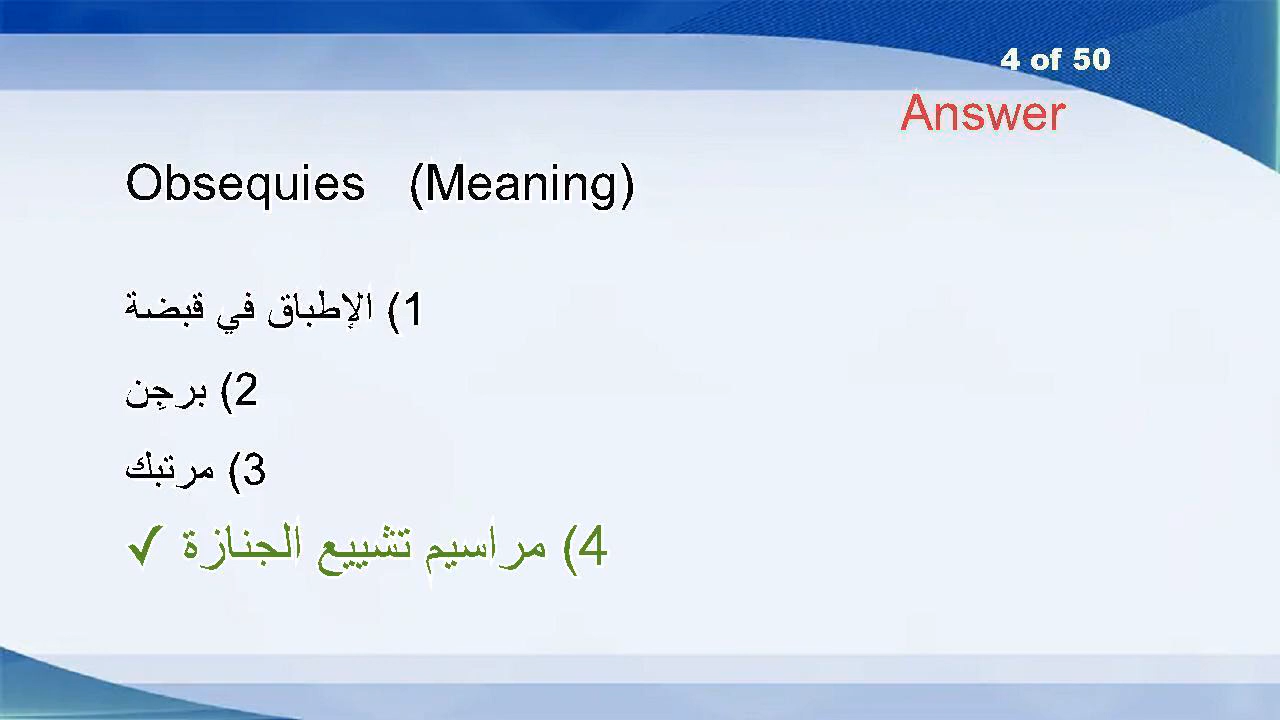 4 of 50
Answer
Obsequies (Meaning)
1) الإطباق في قبضة
2) برجِن
3) مرتبك
4) مراسيم تشييع الجنازة ✓